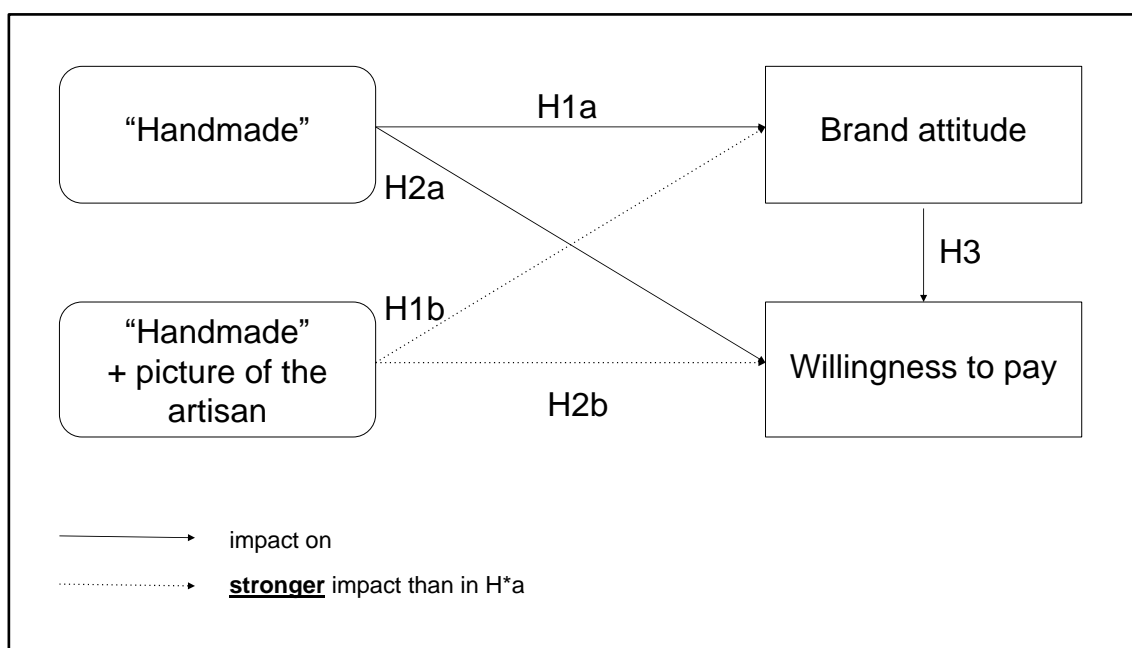 “Handmade”
H1a
Brand attitude
H2a
H3
H1b
“Handmade”
+ picture of the
artisan
H2b
Willingness to pay
impact on
stronger impact than in H*a